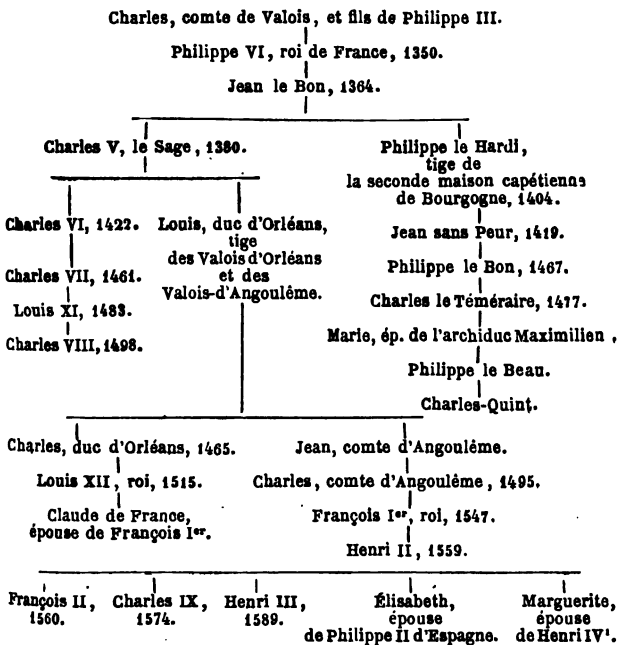 Charles, comte de Valois, et fils de Philippe III.
Philippe VI, roi de France, 1350.
Jean le Bon, 1364.
Charles V, le Sage, 1380.
Philippe le Hardi,
tige de
la seconde maison capétienne
de Bourgogne, 1404.
Charles VI, 1422.
Charles VII, 1461.
Louis XI, 1483.
Charles VIII, 1498.
Louis, duc d'Orléans,
tige
des Valois d'Orléans
et des
Valois-d'Angoulême.
Jean sans Peur, 1419.
Philippe le Bon, 1467.
Charles le Téméraire, 1477.
Marie, ép. de l'archiduc Maximilien.
Philippe le Beau.
Charles-Quint.
Charles, duc d'Orléans, 1465.
Louis XII, roi, 1515.
Claude de France,
épouse de François Ier.
Jean, comte d'Angoulême.
Charles, comte d'Angoulême, 1495.
François Ier, roi, 1547.
Henri II, 1559.
François II,
1560.
Charles IX,
1574.
Henri III,
1589.
Élisabeth,
épouse
de Philippe II d'Espagne.
Marguerite,
épouse
de Henri IV¹.